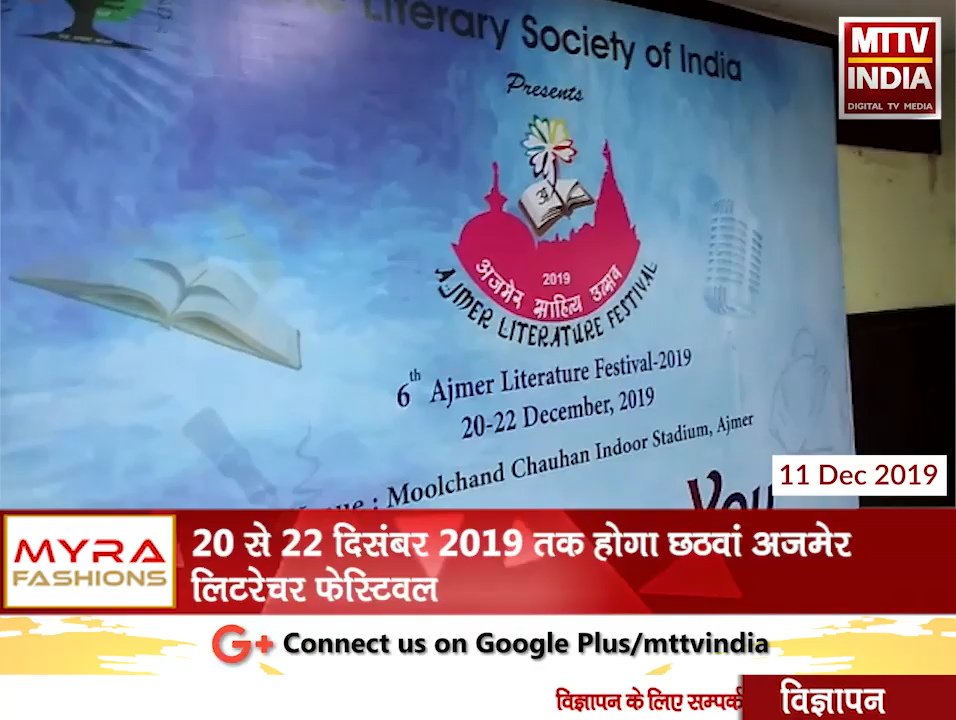 Literary Society of India
Presents
2019
अजमेर साहित्य उत्सव
AJMER LITERATURE FESTIVAL
6th Ajmer Literature Festival-2019
20-22 December, 2019
: Moolchand Chauhan Indoor Stadium, Ajmer
MTTV
INDIA
DIGITAL TV MEDIA
11 Dec 2019
MYRA
FASHIONS
20 से 22 दिसंबर 2019 तक होगा छठवां अजमेर
लिटरेचर फेस्टिवल
G+ Connect us on Google Plus/mttvindia
विज्ञापन के लिए सम्पर्क
विज्ञापन